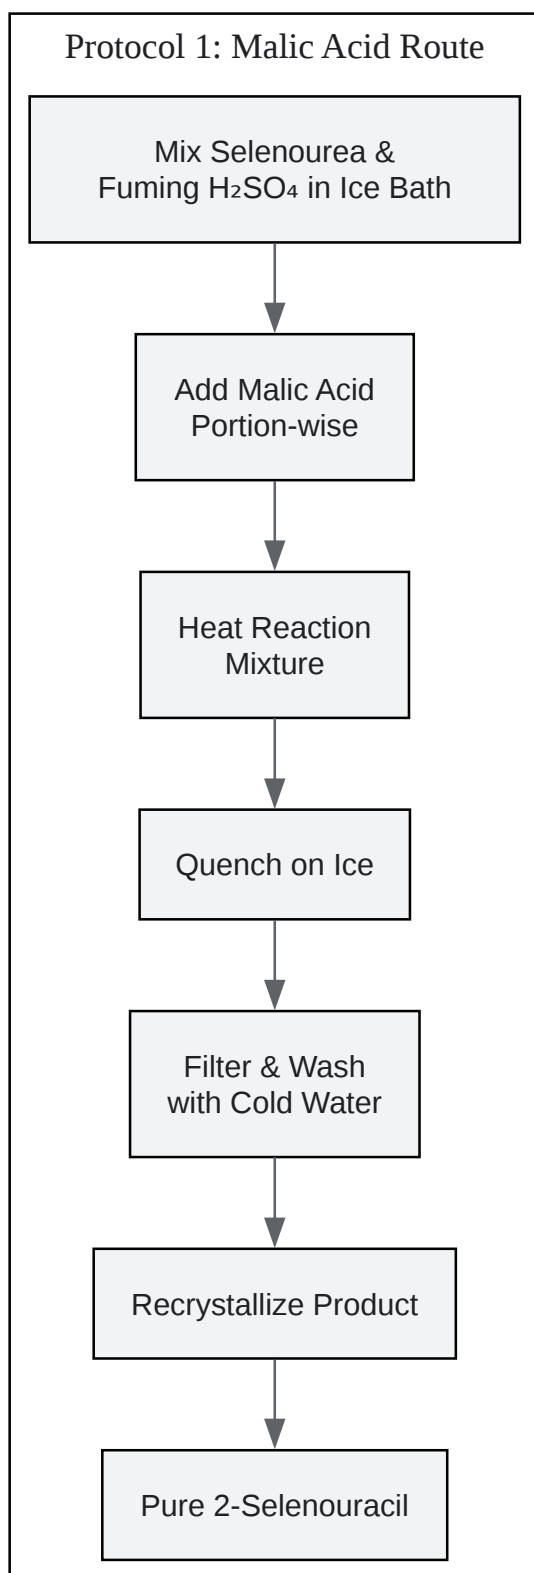 Protocol 1: Malic Acid Route
Mix Selenourea &
Fuming H₂SO₄ in Ice Bath
Add Malic Acid
Portion-wise
Heat Reaction
Mixture
Quench on Ice
Filter & Wash
with Cold Water
Recrystallize Product
Pure 2-Selenouracil